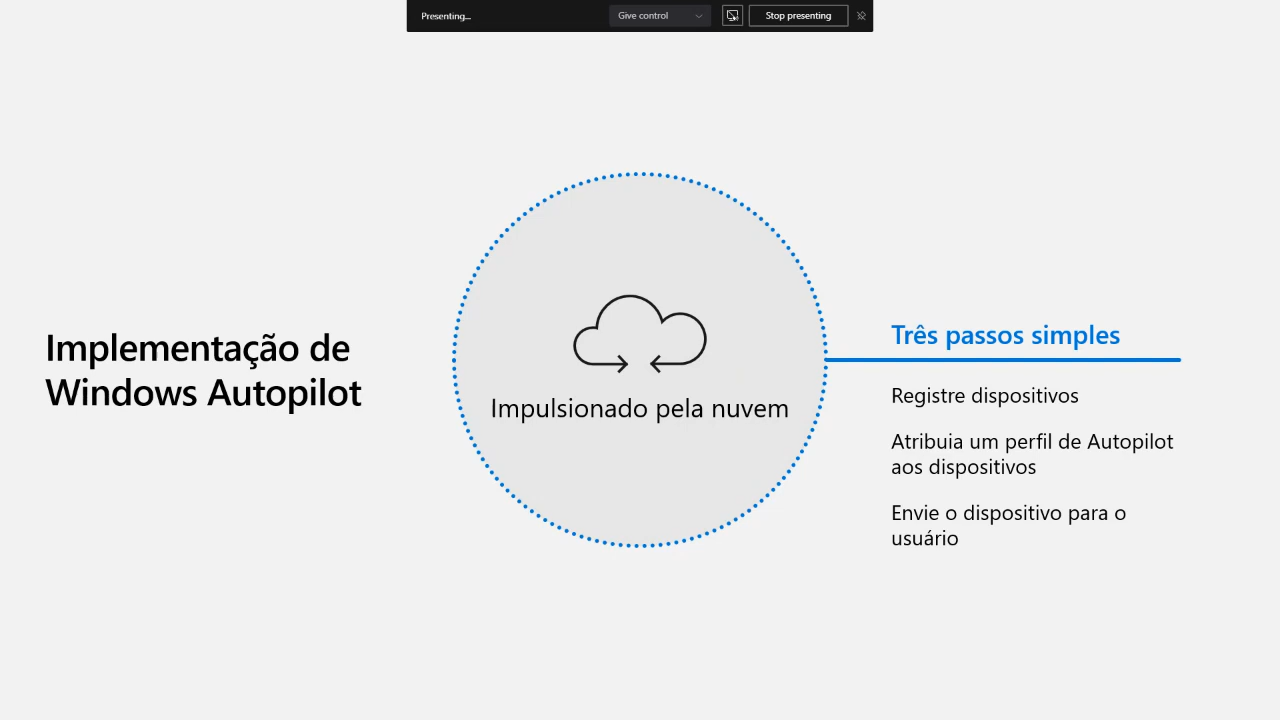 Presenting...
Give control
Stop presenting
Implementação de
Windows Autopilot
Impulsionado pela nuvem
Três passos simples
Registre dispositivos
Atribuia um perfil de Autopilot
aos dispositivos
Envie o dispositivo para o
usuário